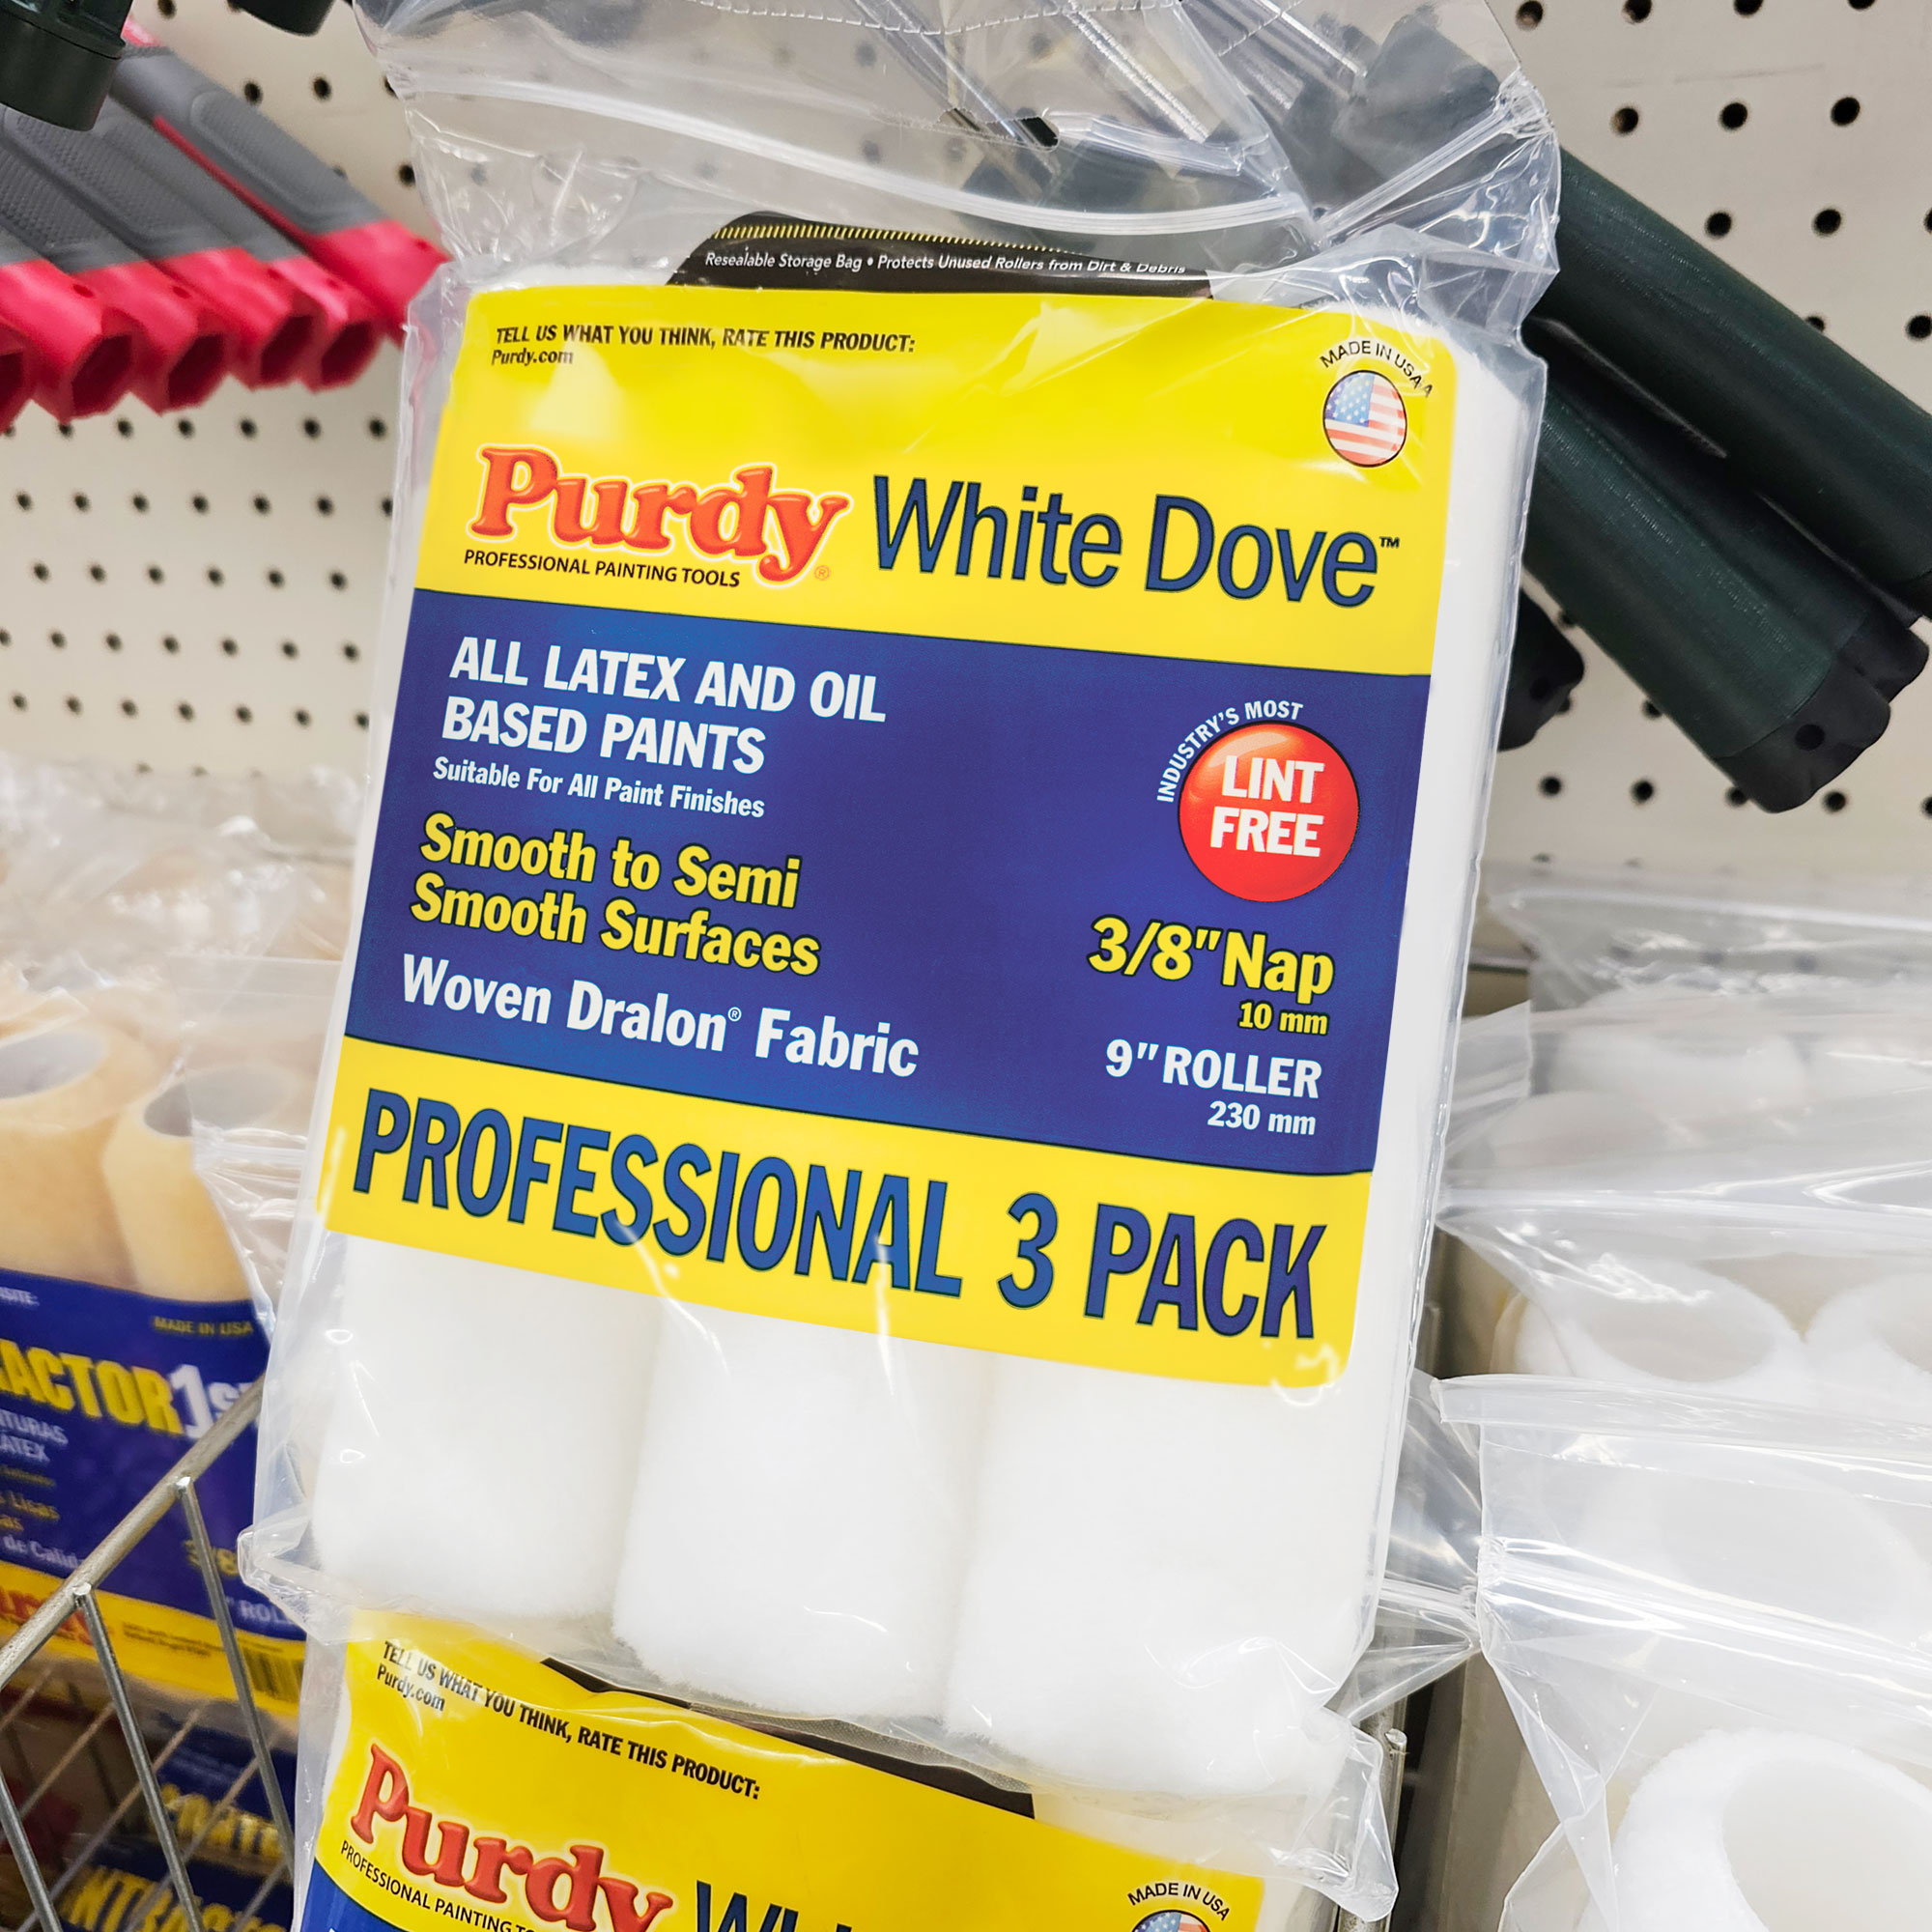 Resealable Storage Bag • Protects Unused Rollers from Dirt & Debris
TELL US WHAT YOU THINK, RATE THIS PRODUCT:
Purdy.com
MADE IN USA
Purdy®
PROFESSIONAL PAINTING TOOLS
White Dove™
ALL LATEX AND OIL
BASED PAINTS
Suitable For All Paint Finishes
Smooth to Semi
Smooth Surfaces
Woven Dralon® Fabric
INDUSTRY'S MOST
LINT
FREE
3/8" Nap
10 mm
9" ROLLER
230 mm
PROFESSIONAL 3 PACK
TELL US WHAT YOU THINK, RATE THIS PRODUCT:
Purdy.com
Purdy
PROFESSIONAL PAINTING
MADE IN USA
MADE IN USA